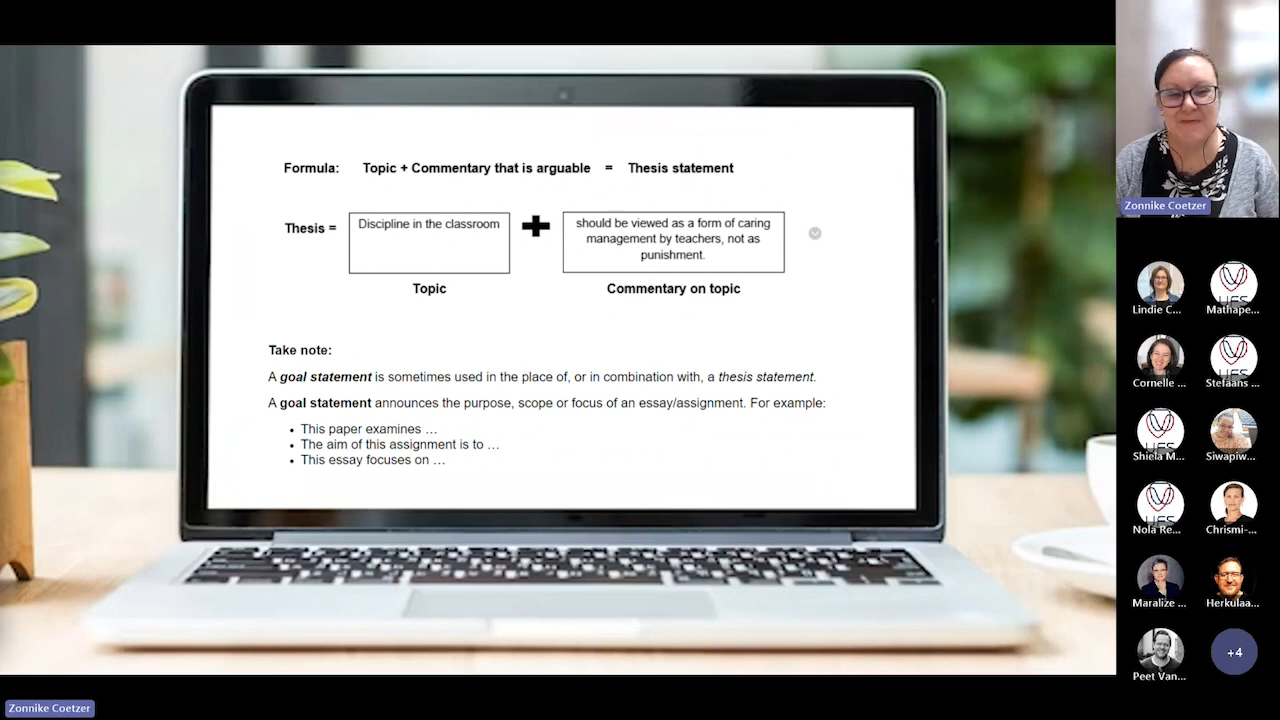 Formula: Topic + Commentary that is arguable = Thesis statement
Thesis =
Discipline in the classroom
should be viewed as a form of caring
management by teachers, not as
punishment.
Topic
Commentary on topic
Take note:
A goal statement is sometimes used in the place of, or in combination with, a thesis statement.
A goal statement announces the purpose, scope or focus of an essay/assignment. For example:
• This paper examines …
• The aim of this assignment is to …
• This essay focuses on …
Zonnike Coetzer
Lindie C...
Mathape...
Cornelle ...
Stefaans ...
Shiela M...
Siwapiw...
Nola Re...
Chrismi-...
Maralize ...
Herkulaa...
Peet Van...
+4
Zonnike Coetzer